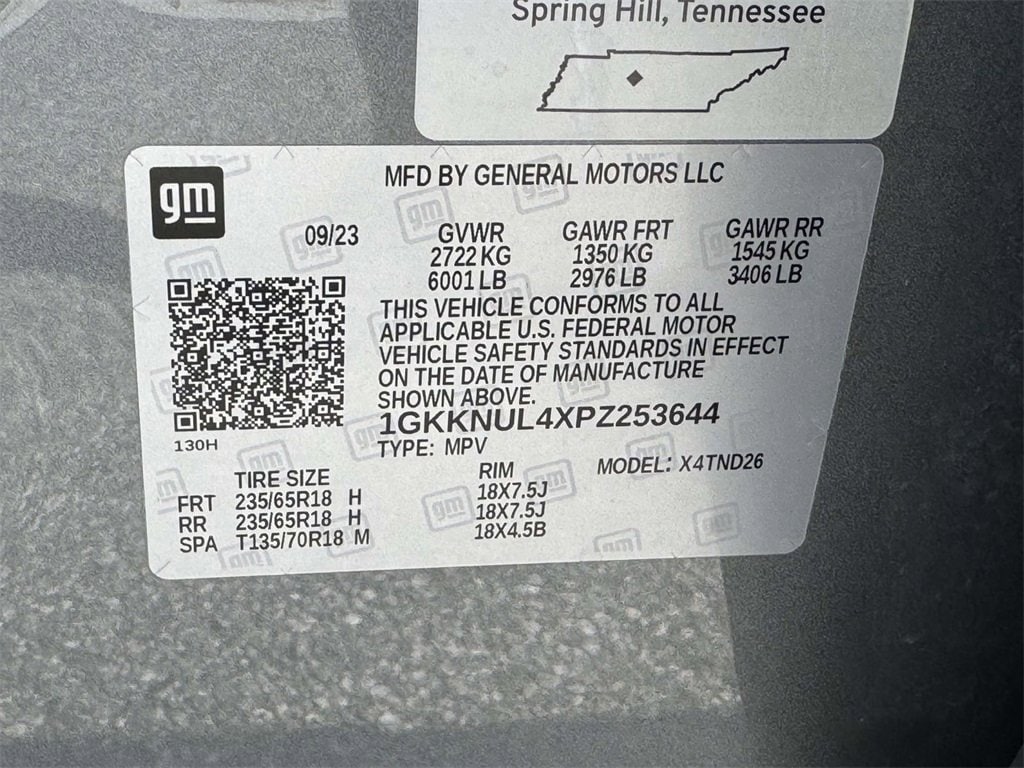 Spring Hill, Tennessee
gm
MFD BY GENERAL MOTORS LLC
09/23
GVWR GAWR FRT GAWR RR
2722 KG 1350 KG 1545 KG
6001 LB 2976 LB 3406 LB
THIS VEHICLE CONFORMS TO ALL
APPLICABLE U.S. FEDERAL MOTOR
VEHICLE SAFETY STANDARDS IN EFFECT
ON THE DATE OF MANUFACTURE
SHOWN ABOVE.
1GKKNUL4XPZ253644
130H
TYPE: MPV
TIRE SIZE RIM MODEL: X4TND26
FRT 235/65R18 H 18X7.5J
RR 235/65R18 H 18X7.5J
SPA T135/70R18 M 18X4.5B